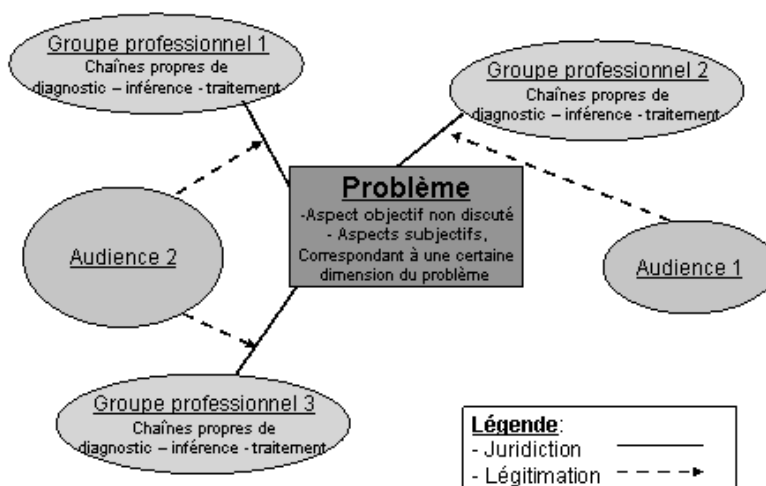 Groupe professionnel 1
Chaînes propres de
diagnostic – inférence - traitement
Groupe professionnel 2
Chaînes propres de
diagnostic – inférence - traitement
Problème
-Aspect objectif non discuté
- Aspects subjectifs,
Correspondant à une certaine
dimension du problème
Audience 2
Audience 1
Groupe professionnel 3
Chaînes propres de
diagnostic – inférence - traitement
Légende:
- Juridiction
- Légitimation